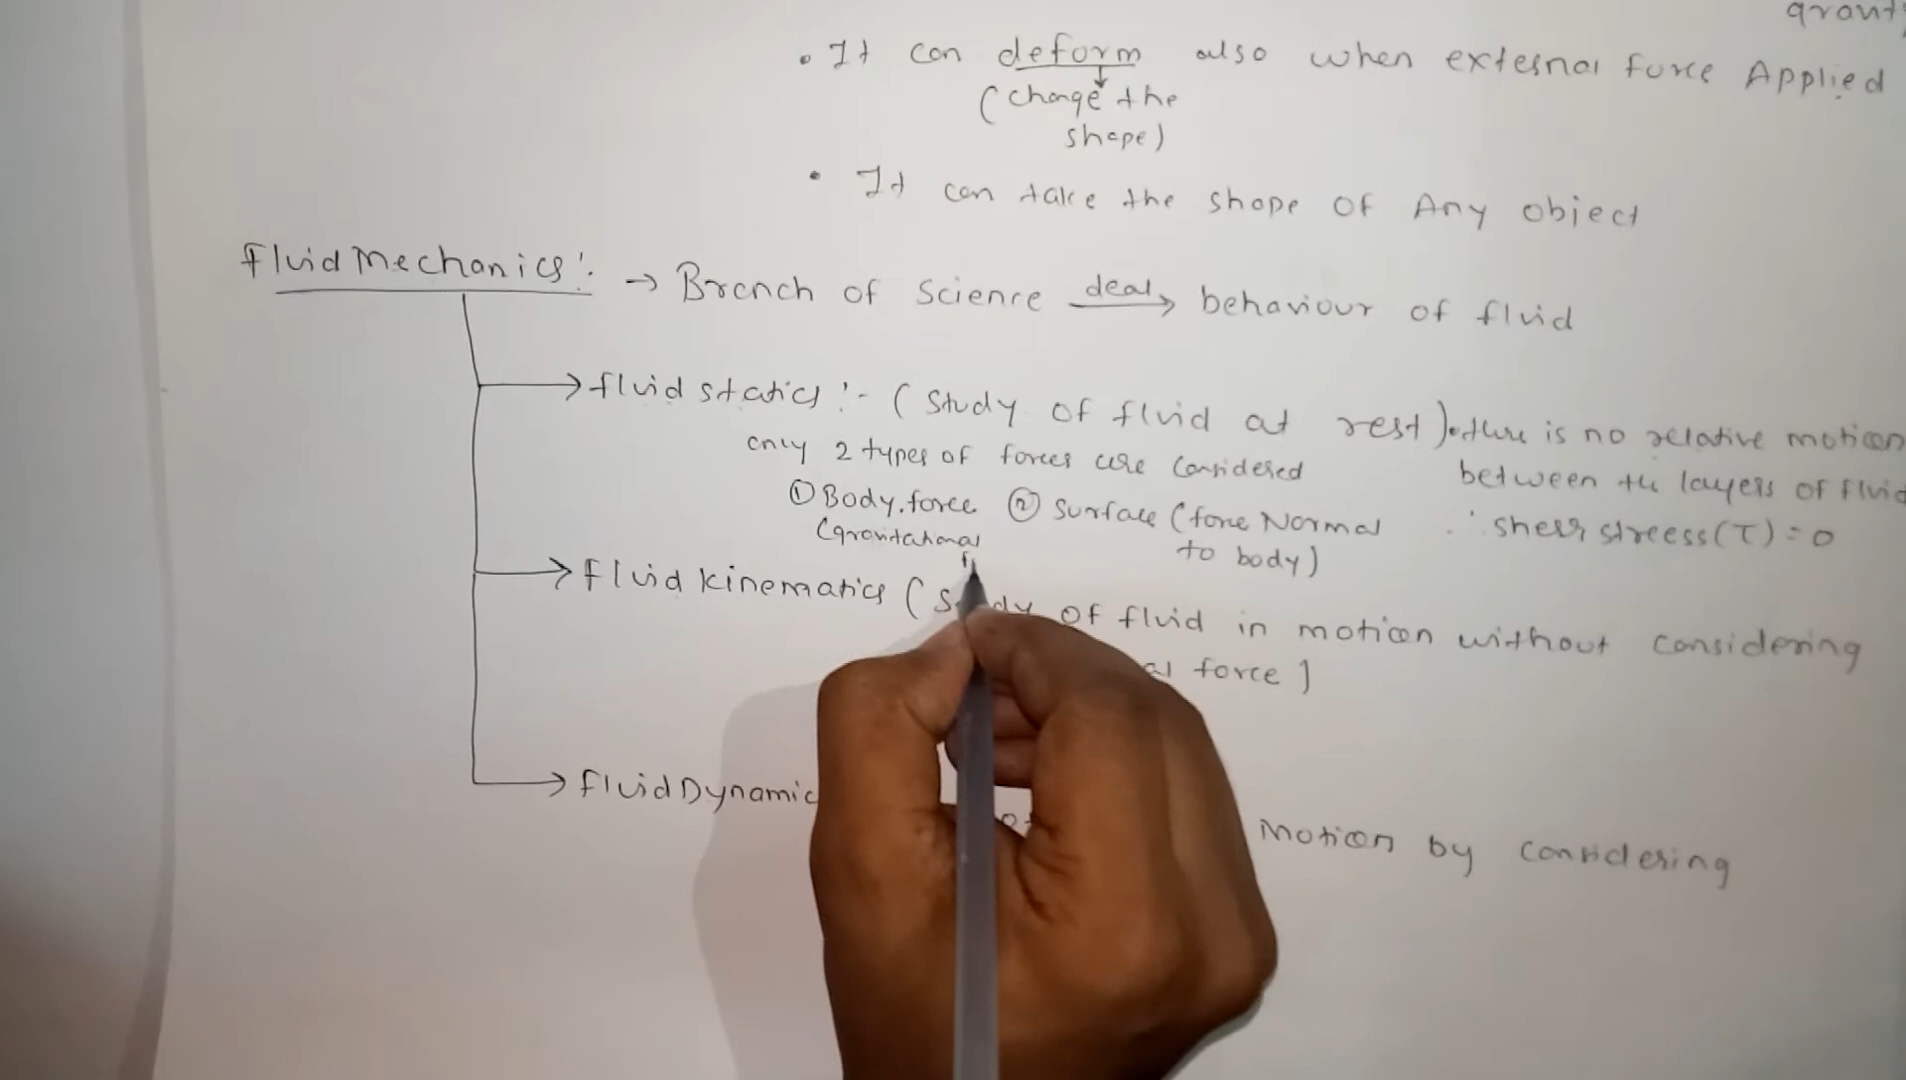 • It can deform also when external force Applied
(change the
shape)
• It can take the shape of Any object
fluid Mechanics :- → Branch of science deal→ behaviour of fluid
→ fluid statics :- (Study of fluid at rest) • there is no relative motion
only 2 types of forces are considered
between the layers of fluid
① Body force ② surface (force Normal
to body)
∴ shear streess (τ) = 0
(gravitational
f
→ fluid kinematics ( of fluid in motion without considering
force ]
→ fluid Dynamic
Motion by considering